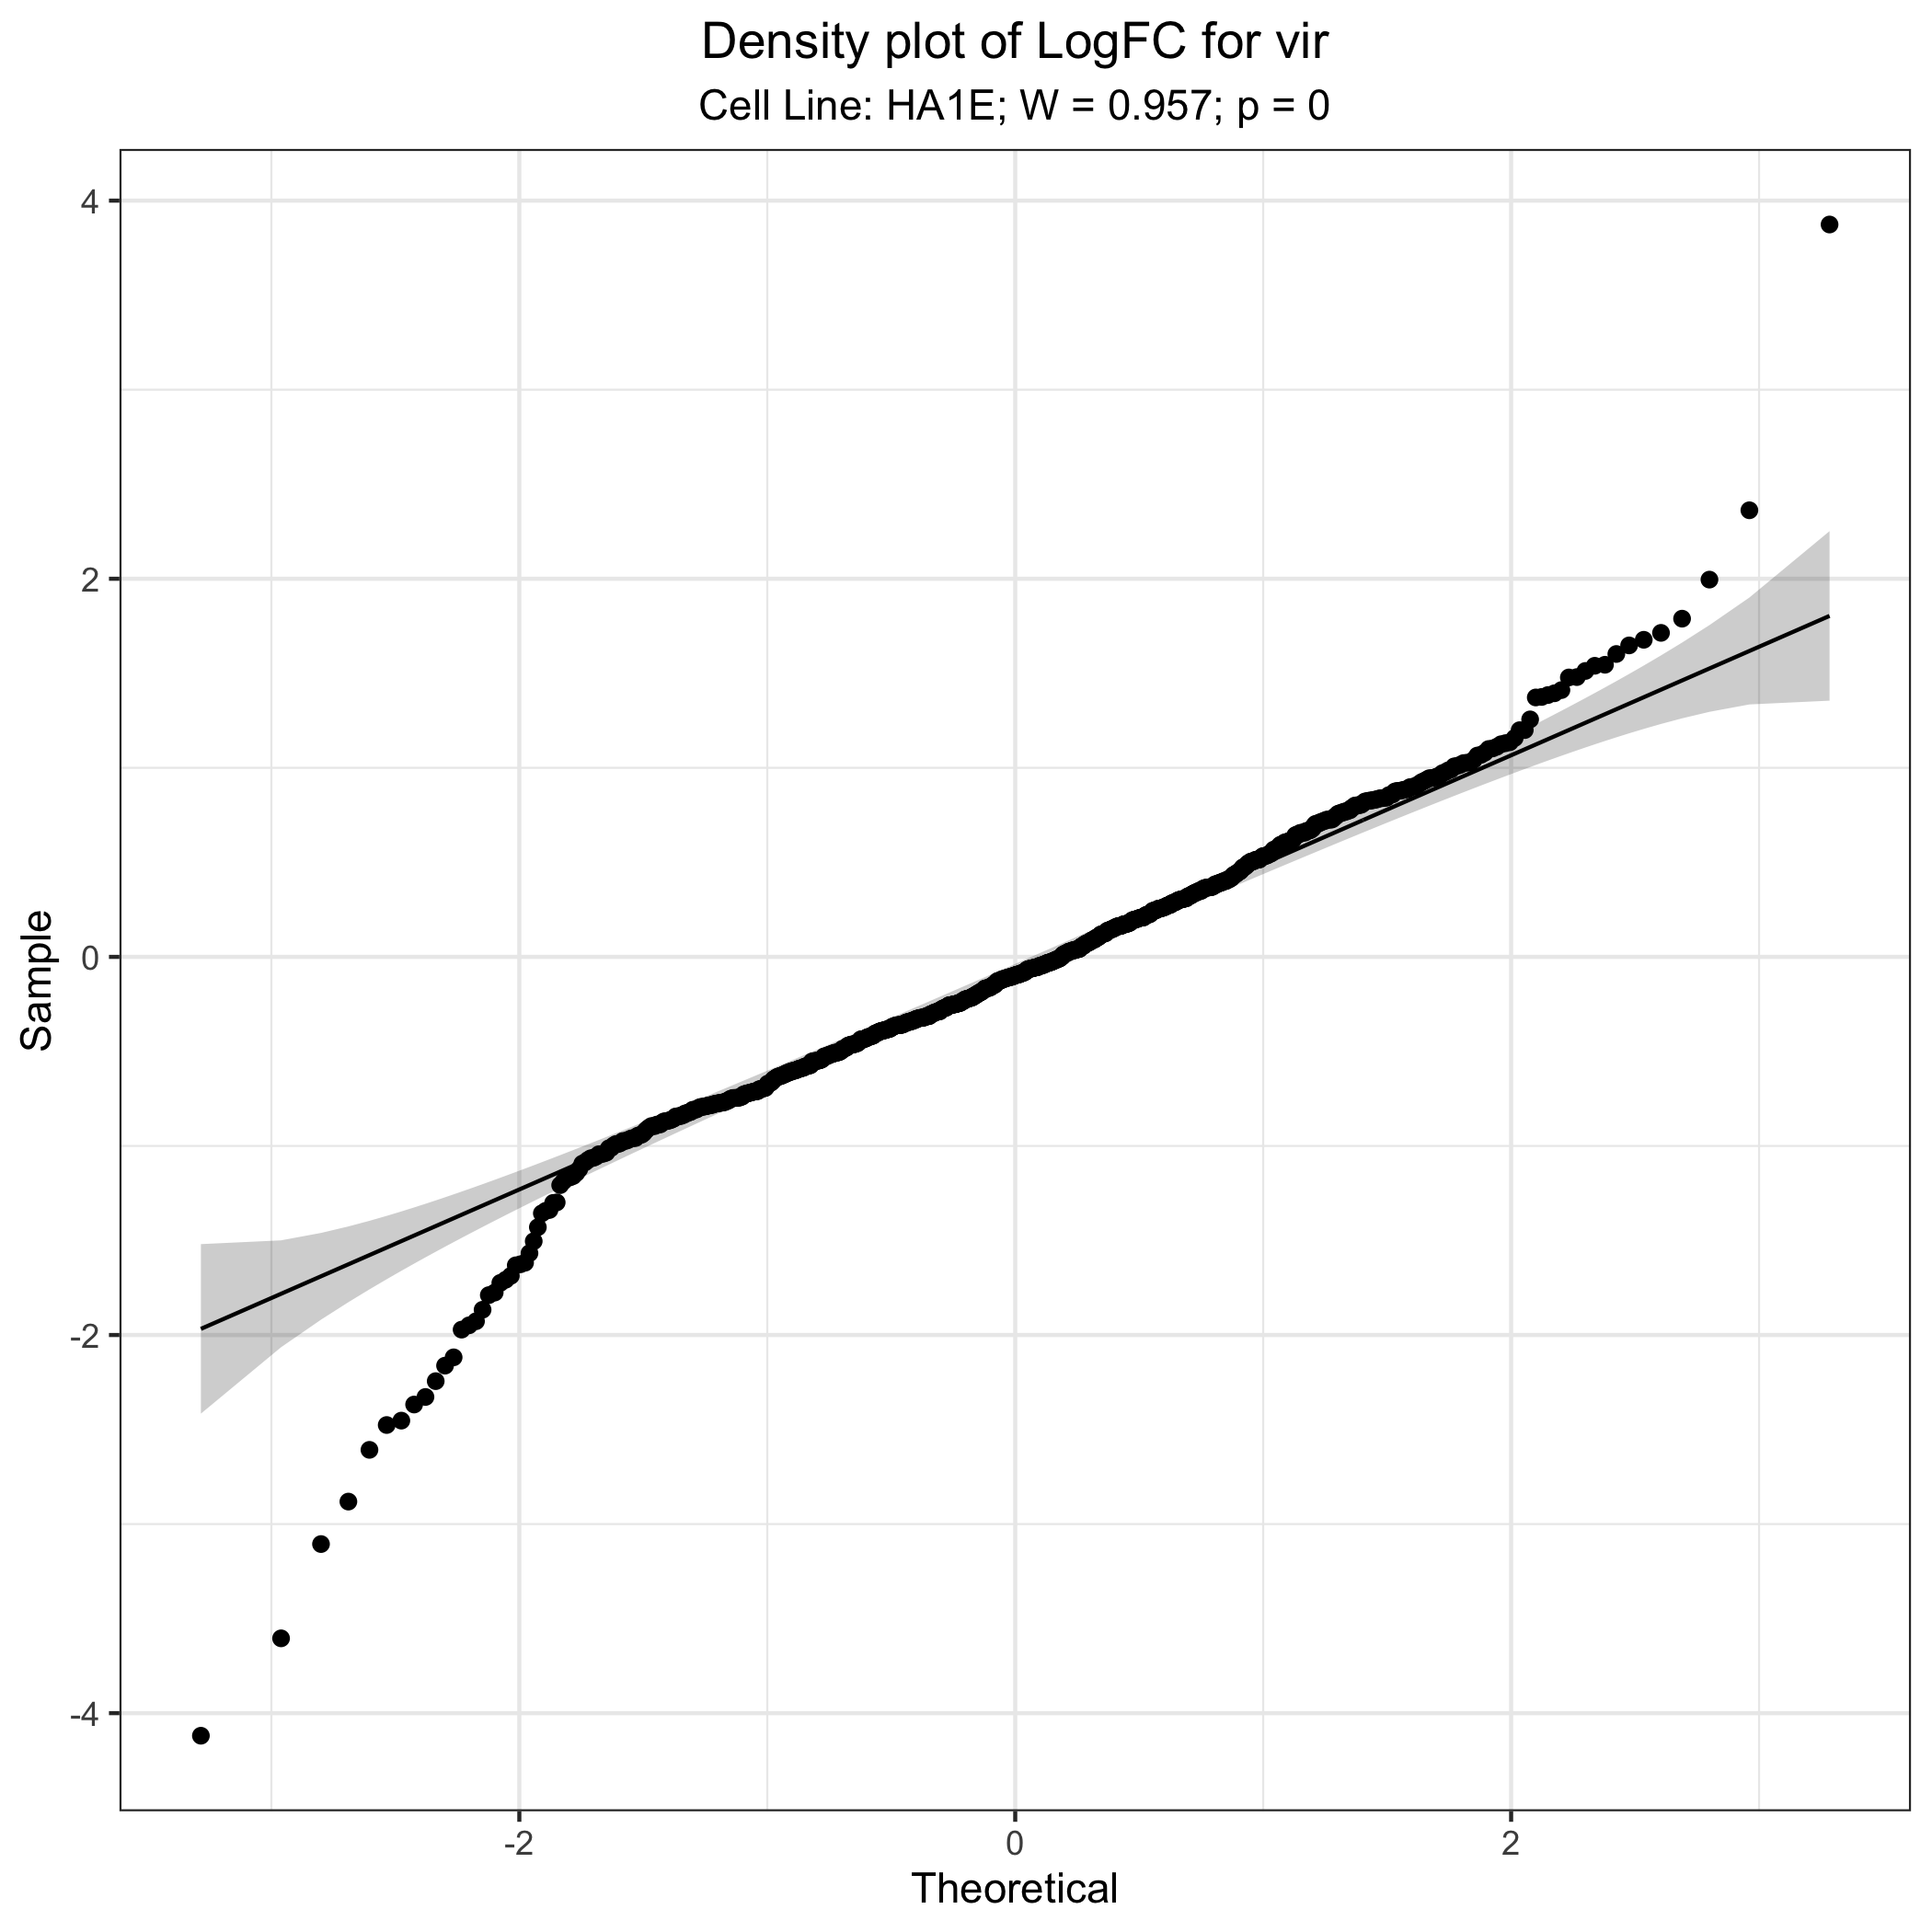 Density plot of LogFC for vir
Cell Line: HA1E; W = 0.957; p = 0
4
2
0
-2
-4
Sample
-2
0
2
Theoretical